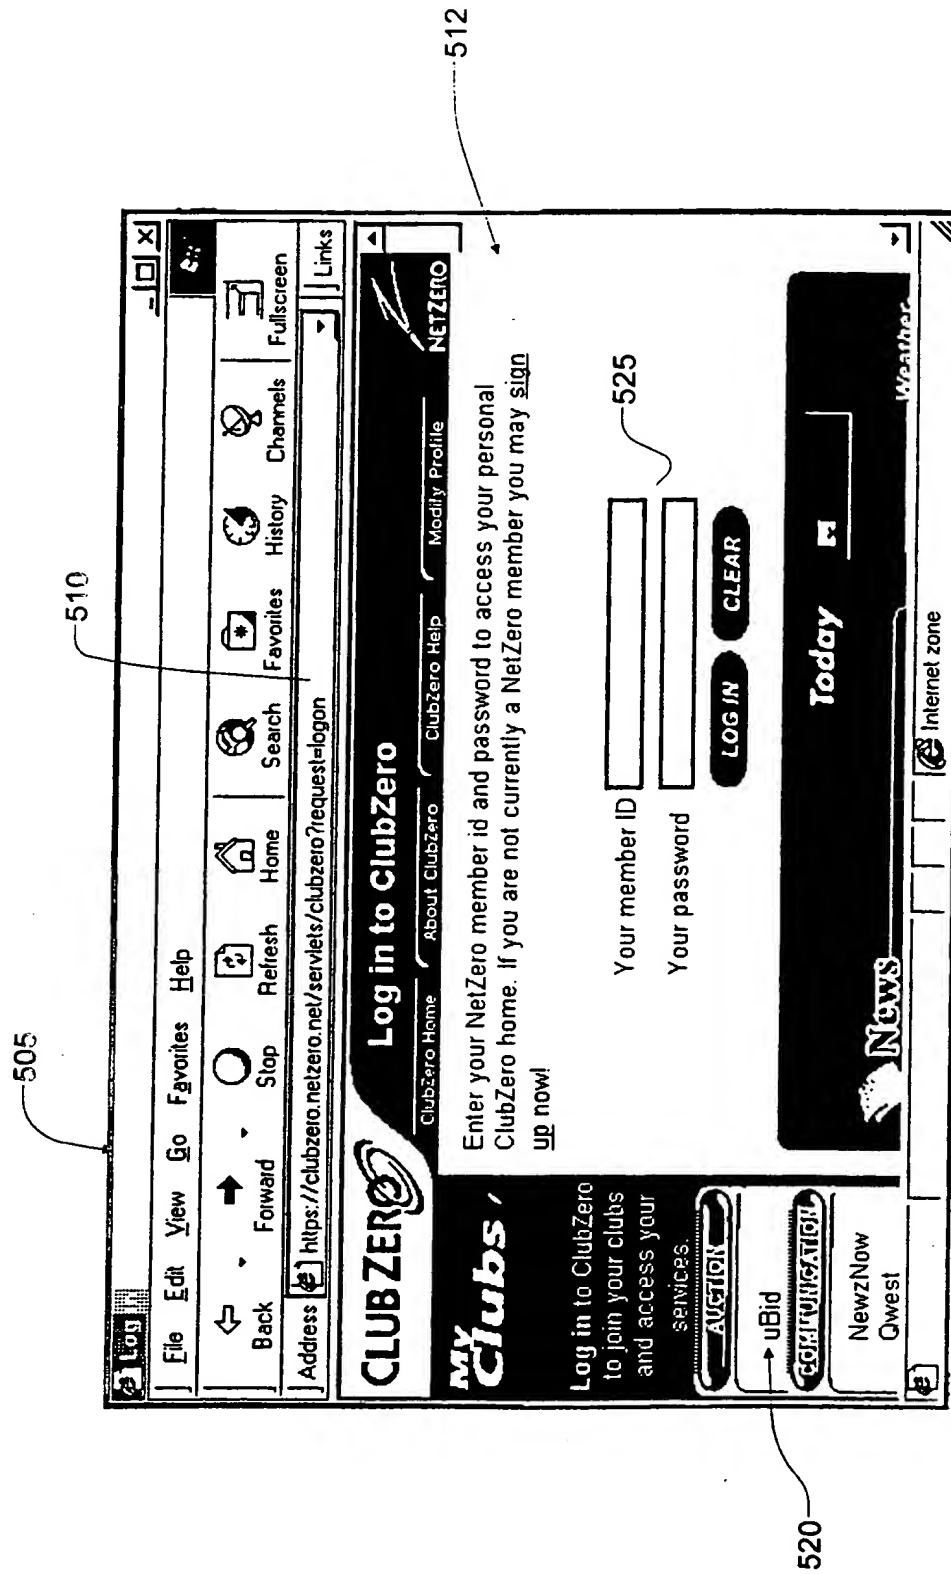 505
Log
File Edit View Go Favorites Help
Back Forward Stop Refresh Home Search Favorites History Channels Fullscreen
510
Address https://clubzero.netzero.net/servlets/clubzero?request=logon Links
CLUB ZERO
Log in to ClubZero
ClubZero Home About ClubZero ClubZero Help Modify Profile
NETZERO
512
MY
Clubs
Log in to ClubZero
to join your clubs
and access your
services.
AUCTION
uBid
520
COMMUNICATION
NewzNow
Qwest
Enter your NetZero member id and password to access your personal
ClubZero home. If you are not currently a NetZero member you may sign
up now!
Your member ID
Your password
525
LOG IN CLEAR
News
Today
Weather
Internet zone